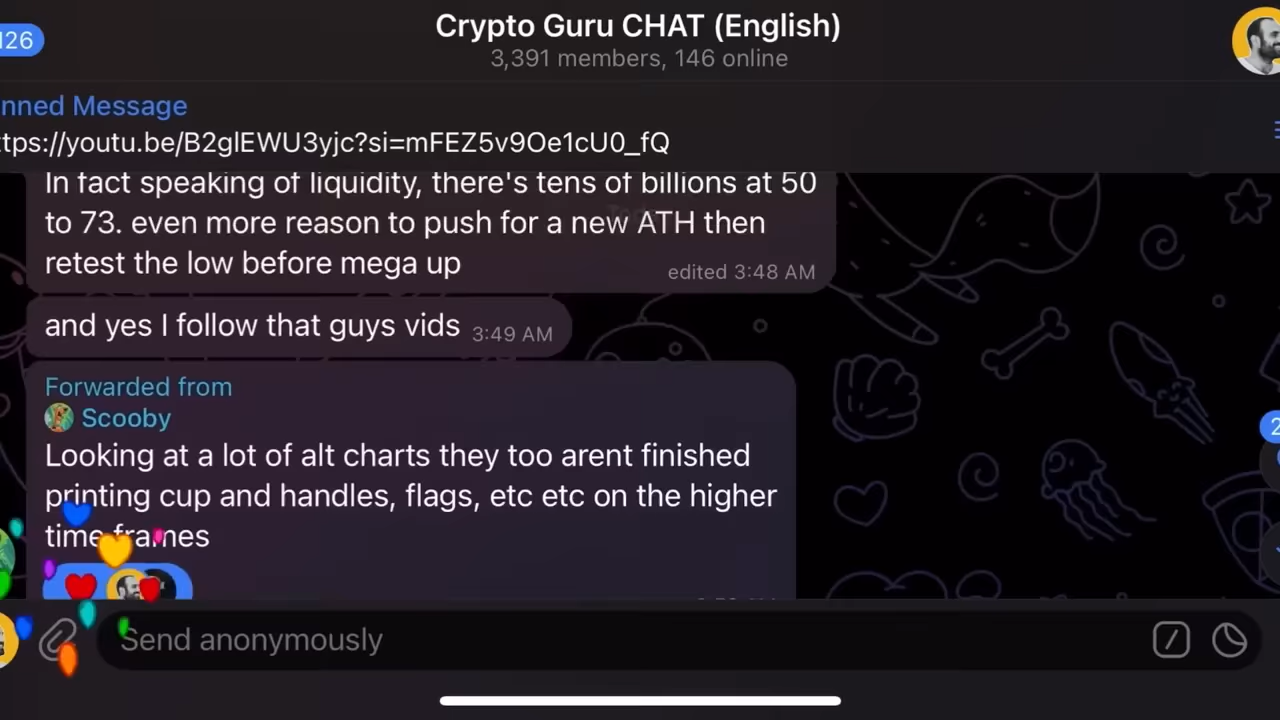 126
Crypto Guru CHAT (English)
3,391 members, 146 online
nned Message
ttps://youtu.be/B2glEWU3yjc?si=mFEZ5v9Oe1cU0_fQ
In fact speaking of liquidity, there's tens of billions at 50
to 73. even more reason to push for a new ATH then
retest the low before mega up
edited 3:48 AM
and yes I follow that guys vids 3:49 AM
Forwarded from
Scooby
Looking at a lot of alt charts they too arent finished
printing cup and handles, flags, etc etc on the higher
time frames
2
Send anonymously